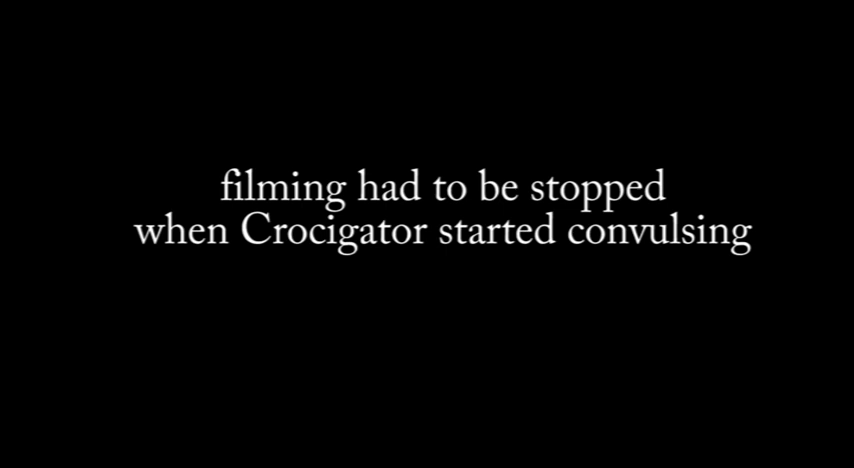 filming had to be stopped
when Crocigator started convulsing